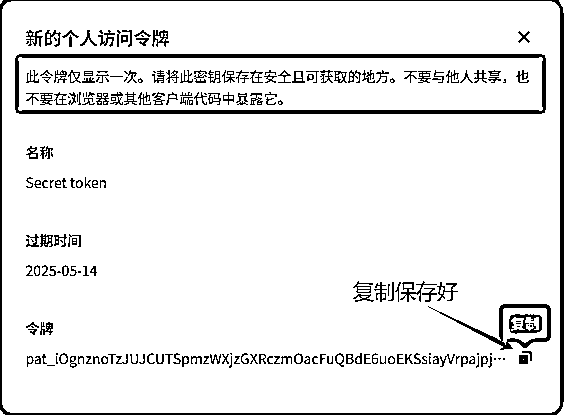 新的个人访问令牌
此令牌仅显示一次。请将此密钥保存在安全且可获取的地方。不要与他人共享，也
不要在浏览器或其他客户端代码中暴露它。
名称
Secret token
过期时间
2025-05-14
复制保存好
复制
令牌
pat_iOgnznoTzJUJCUTSpmzWXjzGXRczmOacFuQBdE6uoEKSsiayVrpajpj···